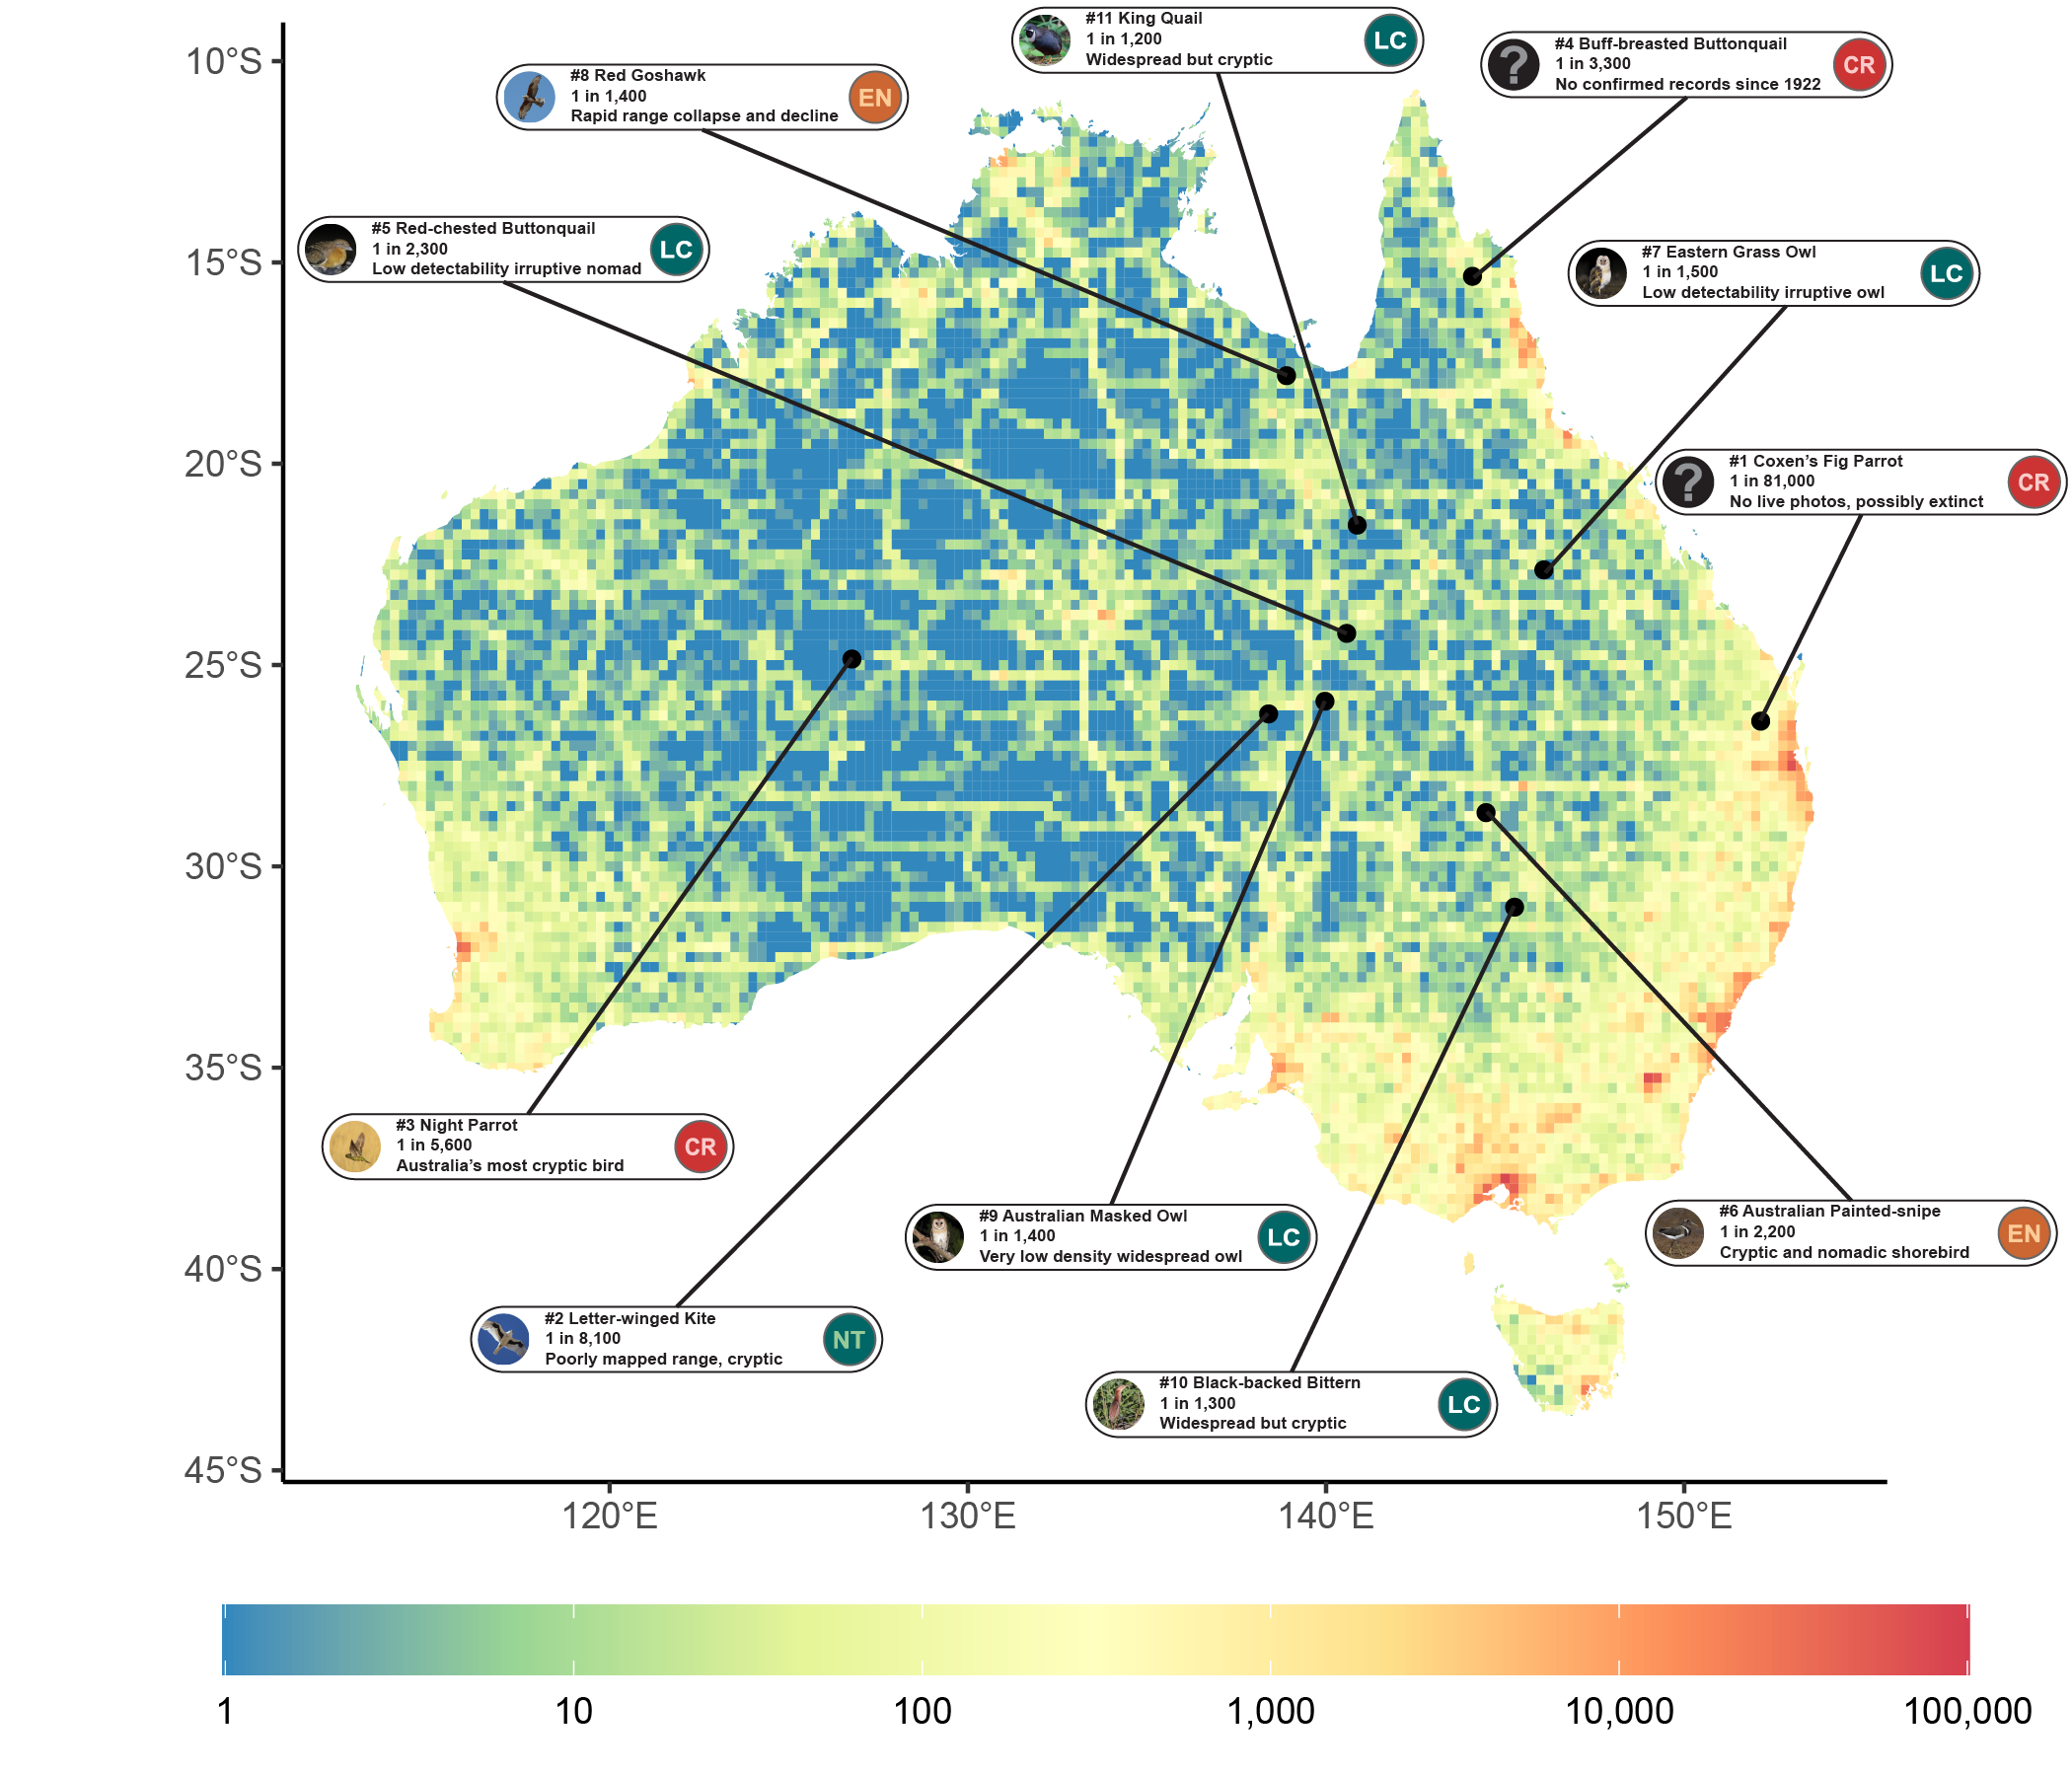 10°S
15°S
20°S
25°S
30°S
35°S
40°S
45°S
#11 King Quail
1 in 1,200
Widespread but cryptic
LC
?
#4 Buff-breasted Buttonquail
1 in 3,300
No confirmed records since 1922
CR
#8 Red Goshawk
1 in 1,400
Rapid range collapse and decline
EN
#5 Red-chested Buttonquail
1 in 2,300
Low detectability irruptive nomad
LC
#7 Eastern Grass Owl
1 in 1,500
Low detectability irruptive owl
LC
?
#1 Coxen’s Fig Parrot
1 in 81,000
No live photos, possibly extinct
CR
#3 Night Parrot
1 in 5,600
Australia’s most cryptic bird
CR
#9 Australian Masked Owl
1 in 1,400
Very low density widespread owl
LC
#6 Australian Painted-snipe
1 in 2,200
Cryptic and nomadic shorebird
EN
#2 Letter-winged Kite
1 in 8,100
Poorly mapped range, cryptic
NT
#10 Black-backed Bittern
1 in 1,300
Widespread but cryptic
LC
120°E 130°E 140°E 150°E
1 10 100 1,000 10,000 100,000